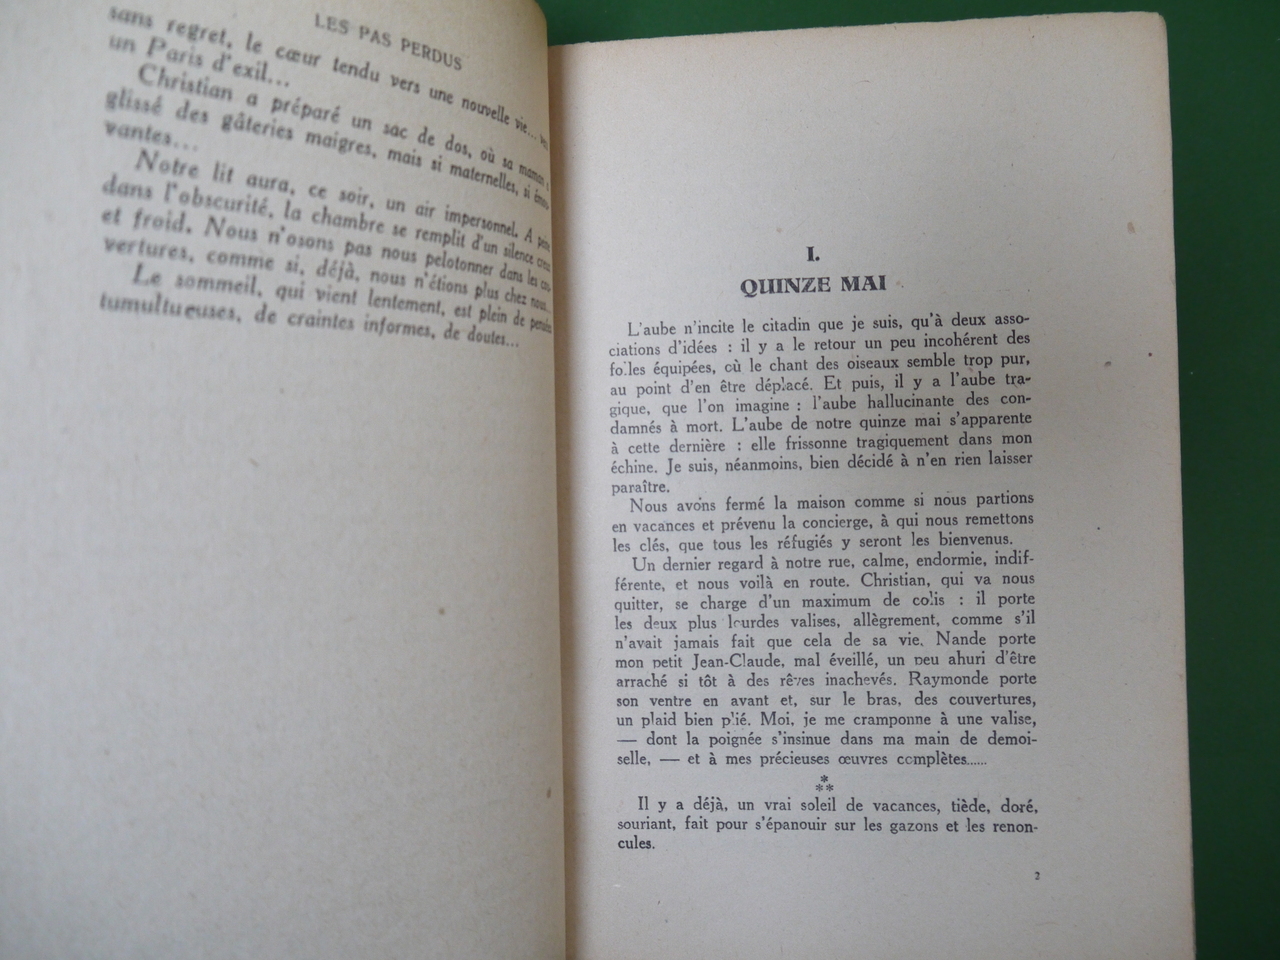 LES PAS PERDUS
sans regret, le cœur tendu vers une nouvelle vie... vers
un Paris d'exil...
Christian a préparé un sac de dos, où sa maman a
glissé des gâteries maigres, mais si maternelles, si émou-
vantes...
Notre lit aura, ce soir, un air impersonnel. A peine
dans l'obscurité, la chambre se remplit d'un silence creux
et froid. Nous n'osons pas nous pelotonner dans les cou-
vertures, comme si, déjà, nous n'étions plus chez nous...
Le sommeil, qui vient lentement, est plein de pensées
tumultueuses, de craintes informes, de doutes...
I.
QUINZE MAI
L'aube n'incite le citadin que je suis, qu'à deux asso-
ciations d'idées : il y a le retour un peu incohérent des
folles équipées, où le chant des oiseaux semble trop pur,
au point d'en être déplacé. Et puis, il y a l'aube tra-
gique, que l'on imagine : l'aube hallucinante des con-
damnés à mort. L'aube de notre quinze mai s'apparente
à cette dernière : elle frissonne tragiquement dans mon
échine. Je suis, néanmoins, bien décidé à n'en rien laisser
paraître.
Nous avons fermé la maison comme si nous partions
en vacances et prévenu la concierge, à qui nous remettons
les clés, que tous les réfugiés y seront les bienvenus.
Un dernier regard à notre rue, calme, endormie, indif-
férente, et nous voilà en route. Christian, qui va nous
quitter, se charge d'un maximum de colis : il porte
les deux plus lourdes valises, allègrement, comme s'il
n'avait jamais fait que cela de sa vie. Nande porte
mon petit Jean-Claude, mal éveillé, un peu ahuri d'être
arraché si tôt à des rêves inachevés. Raymonde porte
son ventre en avant et, sur le bras, des couvertures,
un plaid bien plié. Moi, je me cramponne à une valise,
— dont la poignée s'insinue dans ma main de demoi-
selle, — et à mes précieuses œuvres complètes......
*
**
Il y a déjà, un vrai soleil de vacances, tiède, doré,
souriant, fait pour s'épanouir sur les gazons et les renon-
cules.
2